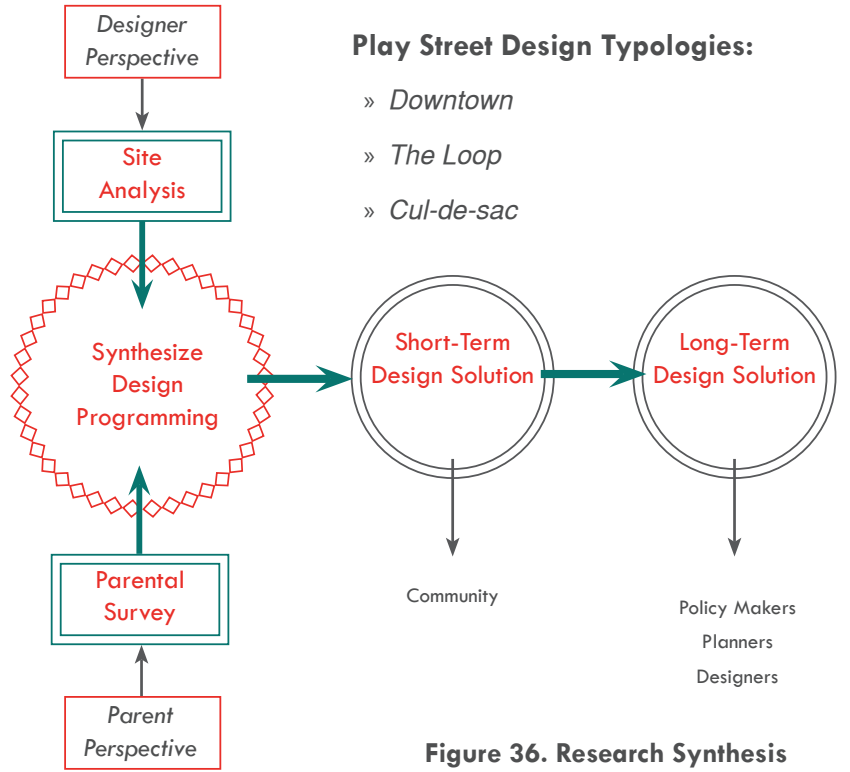 Designer
Perspective
Play Street Design Typologies:
» Downtown
» The Loop
» Cul-de-sac
Site
Analysis
Synthesize
Design
Programming
Short-Term
Design Solution
Long-Term
Design Solution
Parental
Survey
Community
Policy Makers
Planners
Designers
Parent
Perspective
Figure 36. Research Synthesis